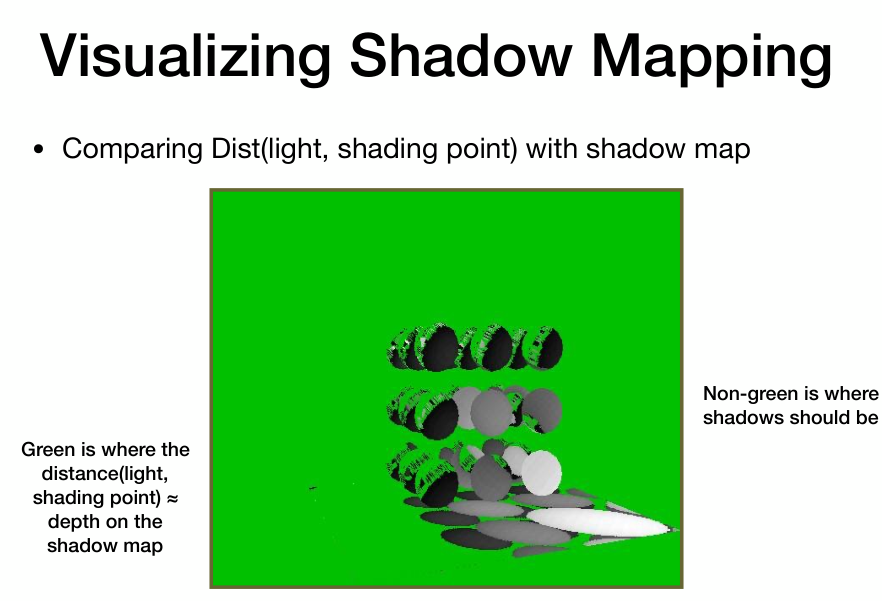 Visualizing Shadow Mapping
• Comparing Dist(light, shading point) with shadow map
Non-green is where
shadows should be
Green is where the
distance(light,
shading point) ≈
depth on the
shadow map